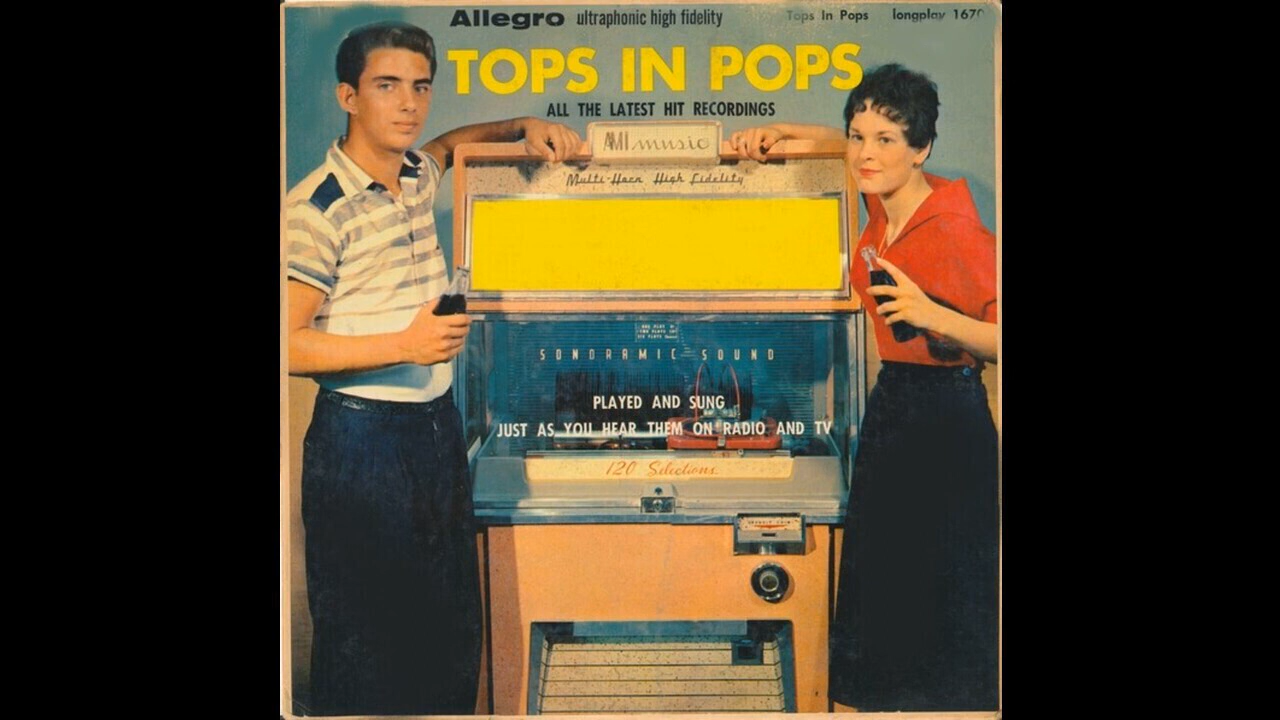 Allegro ultraphonic high fidelity Tops In Pops longplay 1670
TOPS IN POPS
ALL THE LATEST HIT RECORDINGS
AMI music
Multi-Horn High Fidelity
SONORAMIC SOUND
PLAYED AND SUNG
JUST AS YOU HEAR THEM ON RADIO AND TV
120 Selections